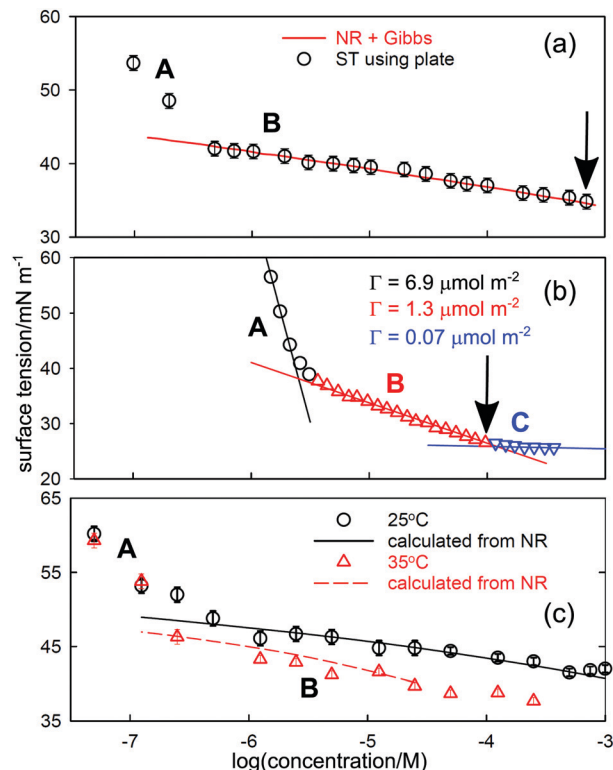 60
50
40
30
A
B
NR + Gibbs
ST using plate
(a)
surface tension/mN m⁻¹
60
50
40
30
20
A
B
C
Γ = 6.9 μmol m⁻²
Γ = 1.3 μmol m⁻²
Γ = 0.07 μmol m⁻²
(b)
65
55
45
35
A
B
25°C
calculated from NR
35°C
calculated from NR
(c)
-7 -6 -5 -4 -3
log(concentration/M)